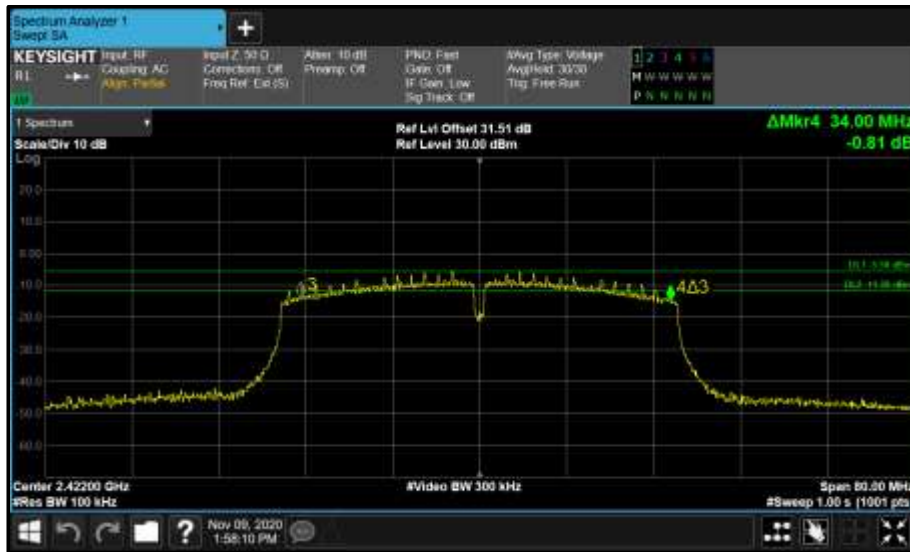 Spectrum Analyzer 1
Swept SA
+
KEYSIGHT
RL
Input: RF
Coupling: AC
Align: Partial
Input Z: 50 Ω
Corrections: Off
Freq Ref: Ext (S)
Atten: 10 dB
Preamp: Off
PNO: Fast
Gate: Off
IF Gain: Low
Sig Track: Off
Avg Type: Voltage
Avg|Hold: 30/30
Trig: Free Run
1 2 3 4 5 6
M W W W W W
P N N N N N
1 Spectrum
Scale/Div 10 dB
Ref Lvl Offset 31.51 dB
Ref Level 30.00 dBm
ΔMkr4 34.00 MHz
-0.81 dB
Log
20.0
10.0
0.00
-10.0
3
4Δ3
-20.0
-30.0
-40.0
-50.0
-60.0
Center 2.42200 GHz
#Video BW 300 kHz
Span 80.00 MHz
#Res BW 100 kHz
#Sweep 1.00 s (1001 pts
?
Nov 09, 2020
1:58:10 PM